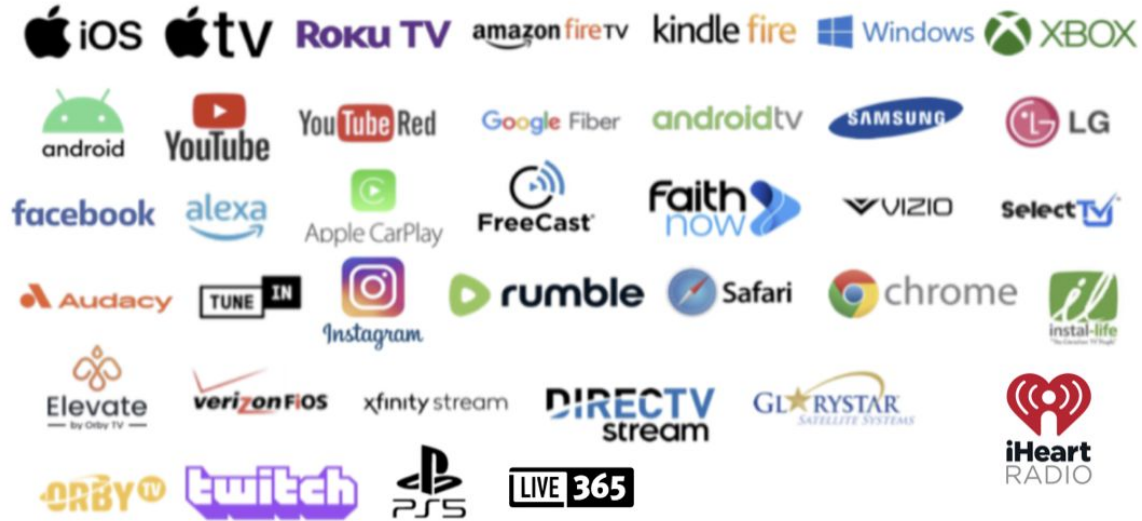 iOS
tv
ROKU TV
amazon fireTV
kindle fire
Windows
XBOX
android
YouTube
YouTube Red
Google Fiber
androidtv
SAMSUNG
LG
facebook
alexa
Apple CarPlay
FreeCast
Faith now
VIZIO
SelectTV
Audacy
TUNE IN
Instagram
rumble
Safari
chrome
il
instal-life
Elevate
by Orby TV
verizon FiOS
xfinity stream
DIRECTV
stream
GLORYSTAR
SATELLITE SYSTEMS
iHeart
RADIO
ORBY TV
twitch
PS5
LIVE 365